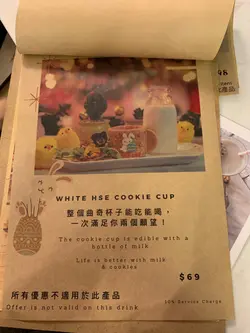 WHITE HSE COOKIE CUP
整個曲奇杯子能吃能喝，
一次滿足你兩個願望！
The cookie cup is edible with a
bottle of milk
Life is better with milk
& cookies
$69
所有優惠不適用於此產品
Offer is not valid on this drink
10% Service Charge